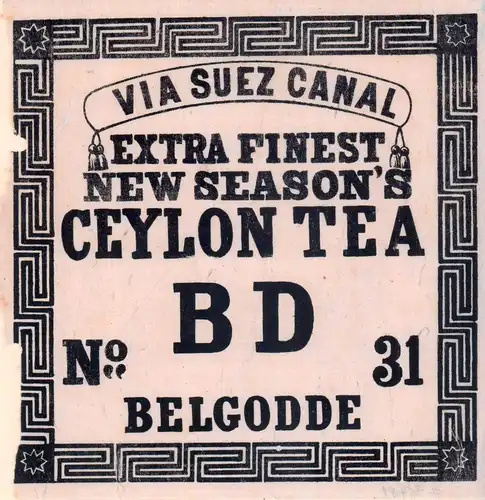 VIA SUEZ CANAL
EXTRA FINEST
NEW SEASON'S
CEYLON TEA
BD
No. 31
BELGODDE